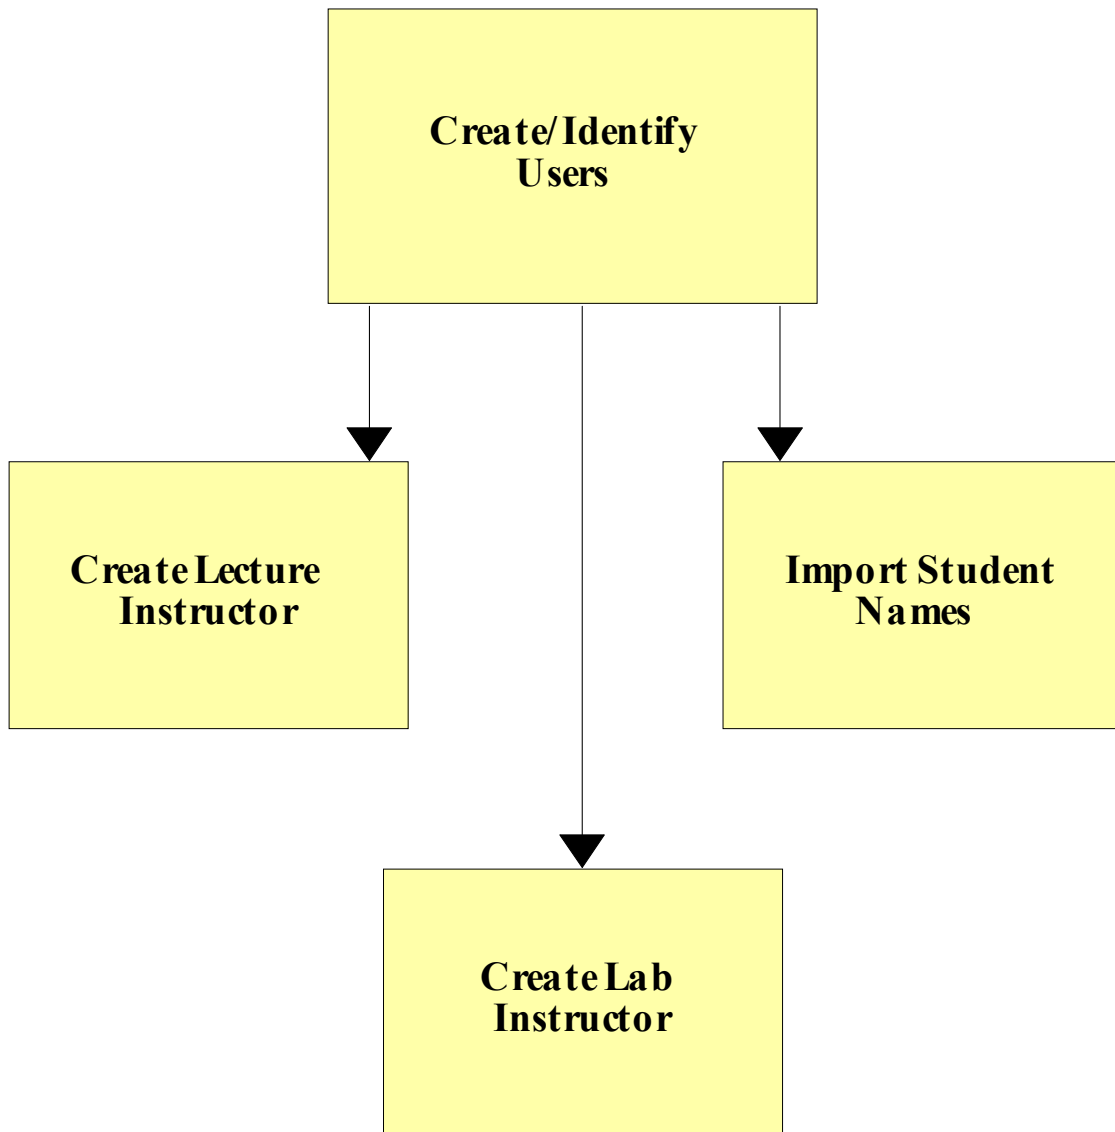 Create/Identify
Users
Create Lecture
Instructor
Import Student
Names
Create Lab
Instructor